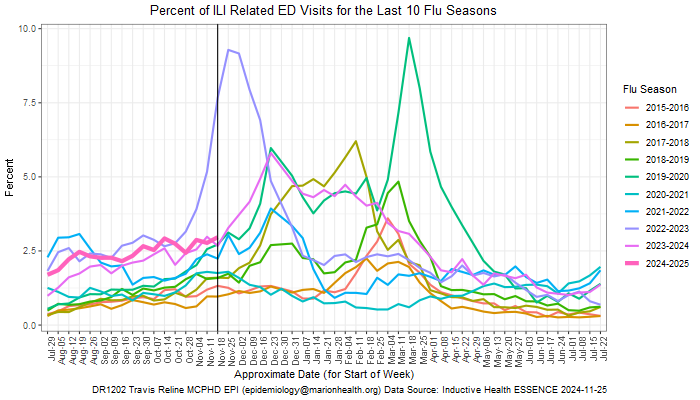 Percent of ILI Related ED Visits for the Last 10 Flu Seasons
Percent
10.0
7.5
5.0
2.5
0.0
Jul-29 Aug-05 Aug-12 Aug-19 Aug-26 Sep-02 Sep-09 Sep-16 Sep-23 Sep-30 Oct-07 Oct-14 Oct-21 Oct-28 Nov-04 Nov-11 Nov-18 Nov-25 Dec-02 Dec-09 Dec-16 Dec-23 Dec-30 Dec-31 Jan-07 Jan-14 Jan-21 Jan-28 Feb-04 Feb-11 Feb-18 Feb-25 Mar-04 Mar-11 Mar-18 Mar-25 Apr-01 Apr-08 Apr-15 Apr-22 Apr-29 May-06 May-13 May-20 May-27 Jun-03 Jun-10 Jun-17 Jun-24 Jul-01 Jul-08 Jul-15 Jul-22
Approximate Date (for Start of Week)
Flu Season
2015-2016
2016-2017
2017-2018
2018-2019
2019-2020
2020-2021
2021-2022
2022-2023
2023-2024
2024-2025
DR1202 Travis Reline MCPHD EPI (epidemiology@marionhealth.org) Data Source: Inductive Health ESSENCE 2024-11-25